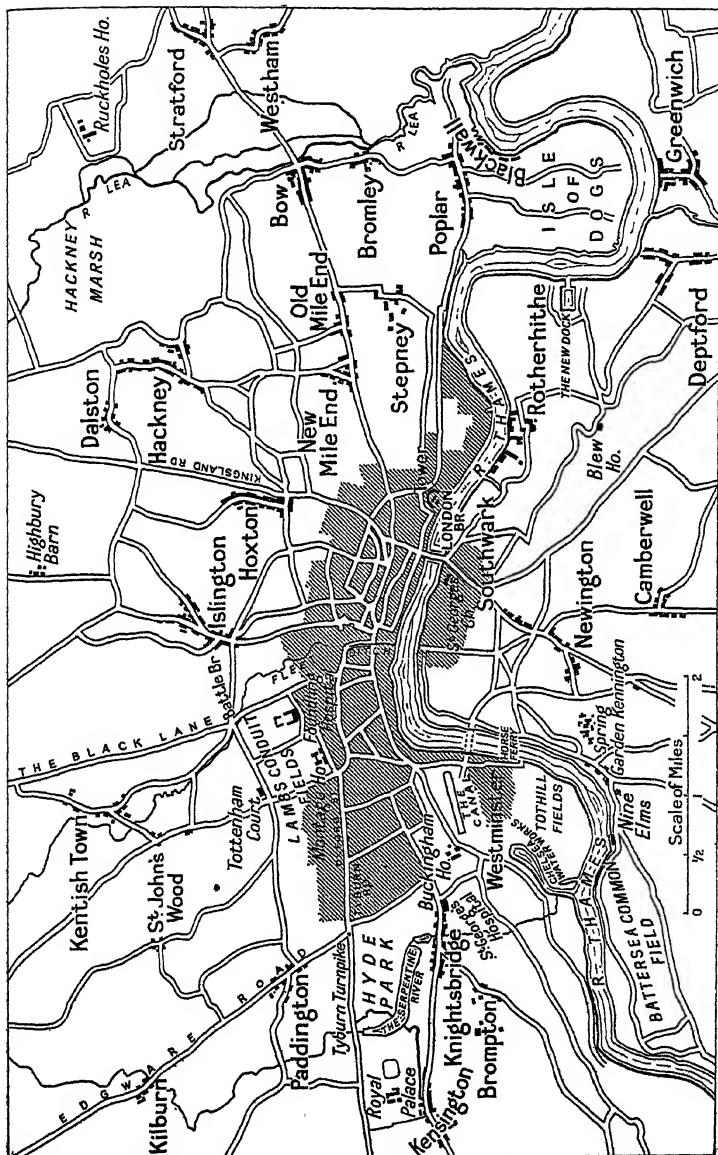 EDGWARE ROAD
Kilburn
THE BLACK LANE
Kentish Town
St John's
Wood
Paddington
Tyburn Turnpike
Tottenham
Court
Battle Br
LAMBS CONDUIT
FIELDS
Foundling
Hospital
Highbury
Barn
Islington
Hoxton
KINGSLAND RD
Dalston
Hackney
HACKNEY
MARSH
R LEA
Ruckholes Ho.
Stratford
Westham
Bow
Bromley
R LEA
Old
Mile End
New
Mile End
Stepney
Poplar
Blackwall
ISLE
OF
DOGS
Greenwich
Royal
Palace
HYDE
PARK
THE SERPENTINE
RIVER
Kensington
Knightsbridge
Brompton
St Georges
Hospital
Buckingham
Ho.
THE CANAL
Westminster
HORSE
FERRY
CHELSEA
WATER WORKS
TOTHILL
FIELDS
Tower
LONDON
BR
Southwark
St Georges
R · THAMES
Rotherhithe
THE NEW DOCK
Deptford
Blew
Ho.
Camberwell
Newington
Kennington
Spring
Garden
Nine
Elms
R · THAMES
BATTERSEA COMMON
FIELD
0 1/2 2
Scale of Miles